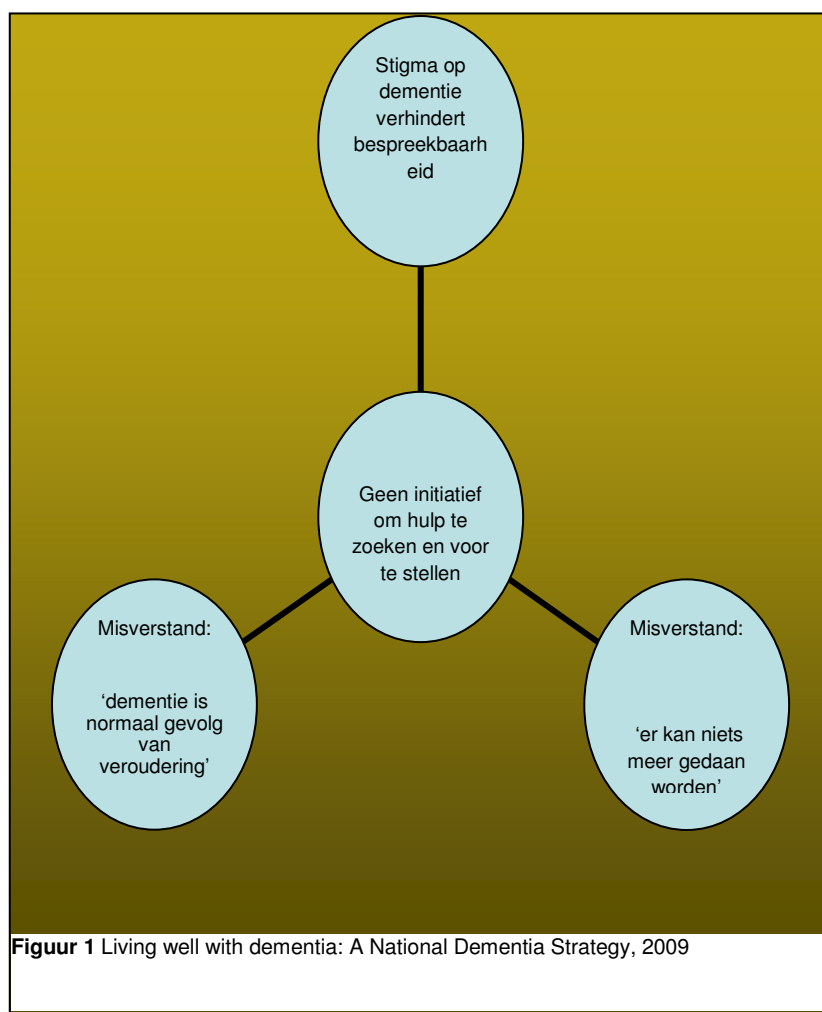 Stigma op
dementie
verhindert
bespreekbaarh
eid
Geen initiatief
om hulp te
zoeken en voor
te stellen
Misverstand:
‘dementie is
normaal gevolg
van
veroudering’
Misverstand:
‘er kan niets
meer gedaan
worden’
Figuur 1 Living well with dementia: A National Dementia Strategy, 2009